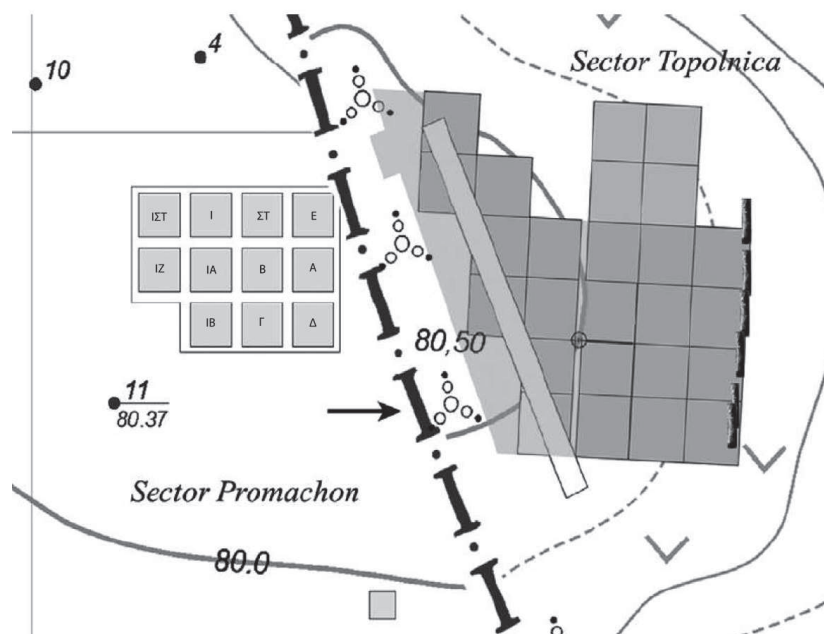 4
10
Sector Topolnica
ΙΣΤ Ι ΣΤ Ε
ΙΖ ΙΑ Β Α
ΙΒ Γ Δ
80,50
11
80.37
Sector Promachon
80.0